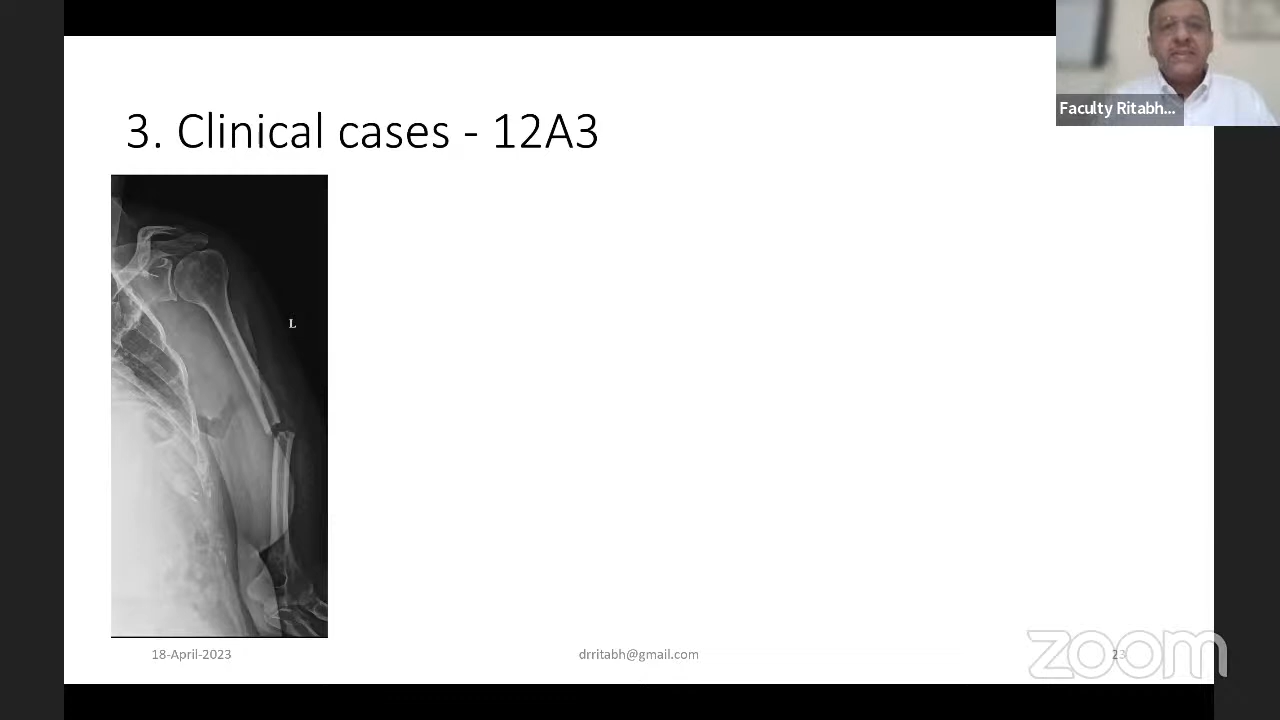 Faculty Ritabh...
3. Clinical cases - 12A3
L
18-April-2023
drritabh@gmail.com
23
zoom